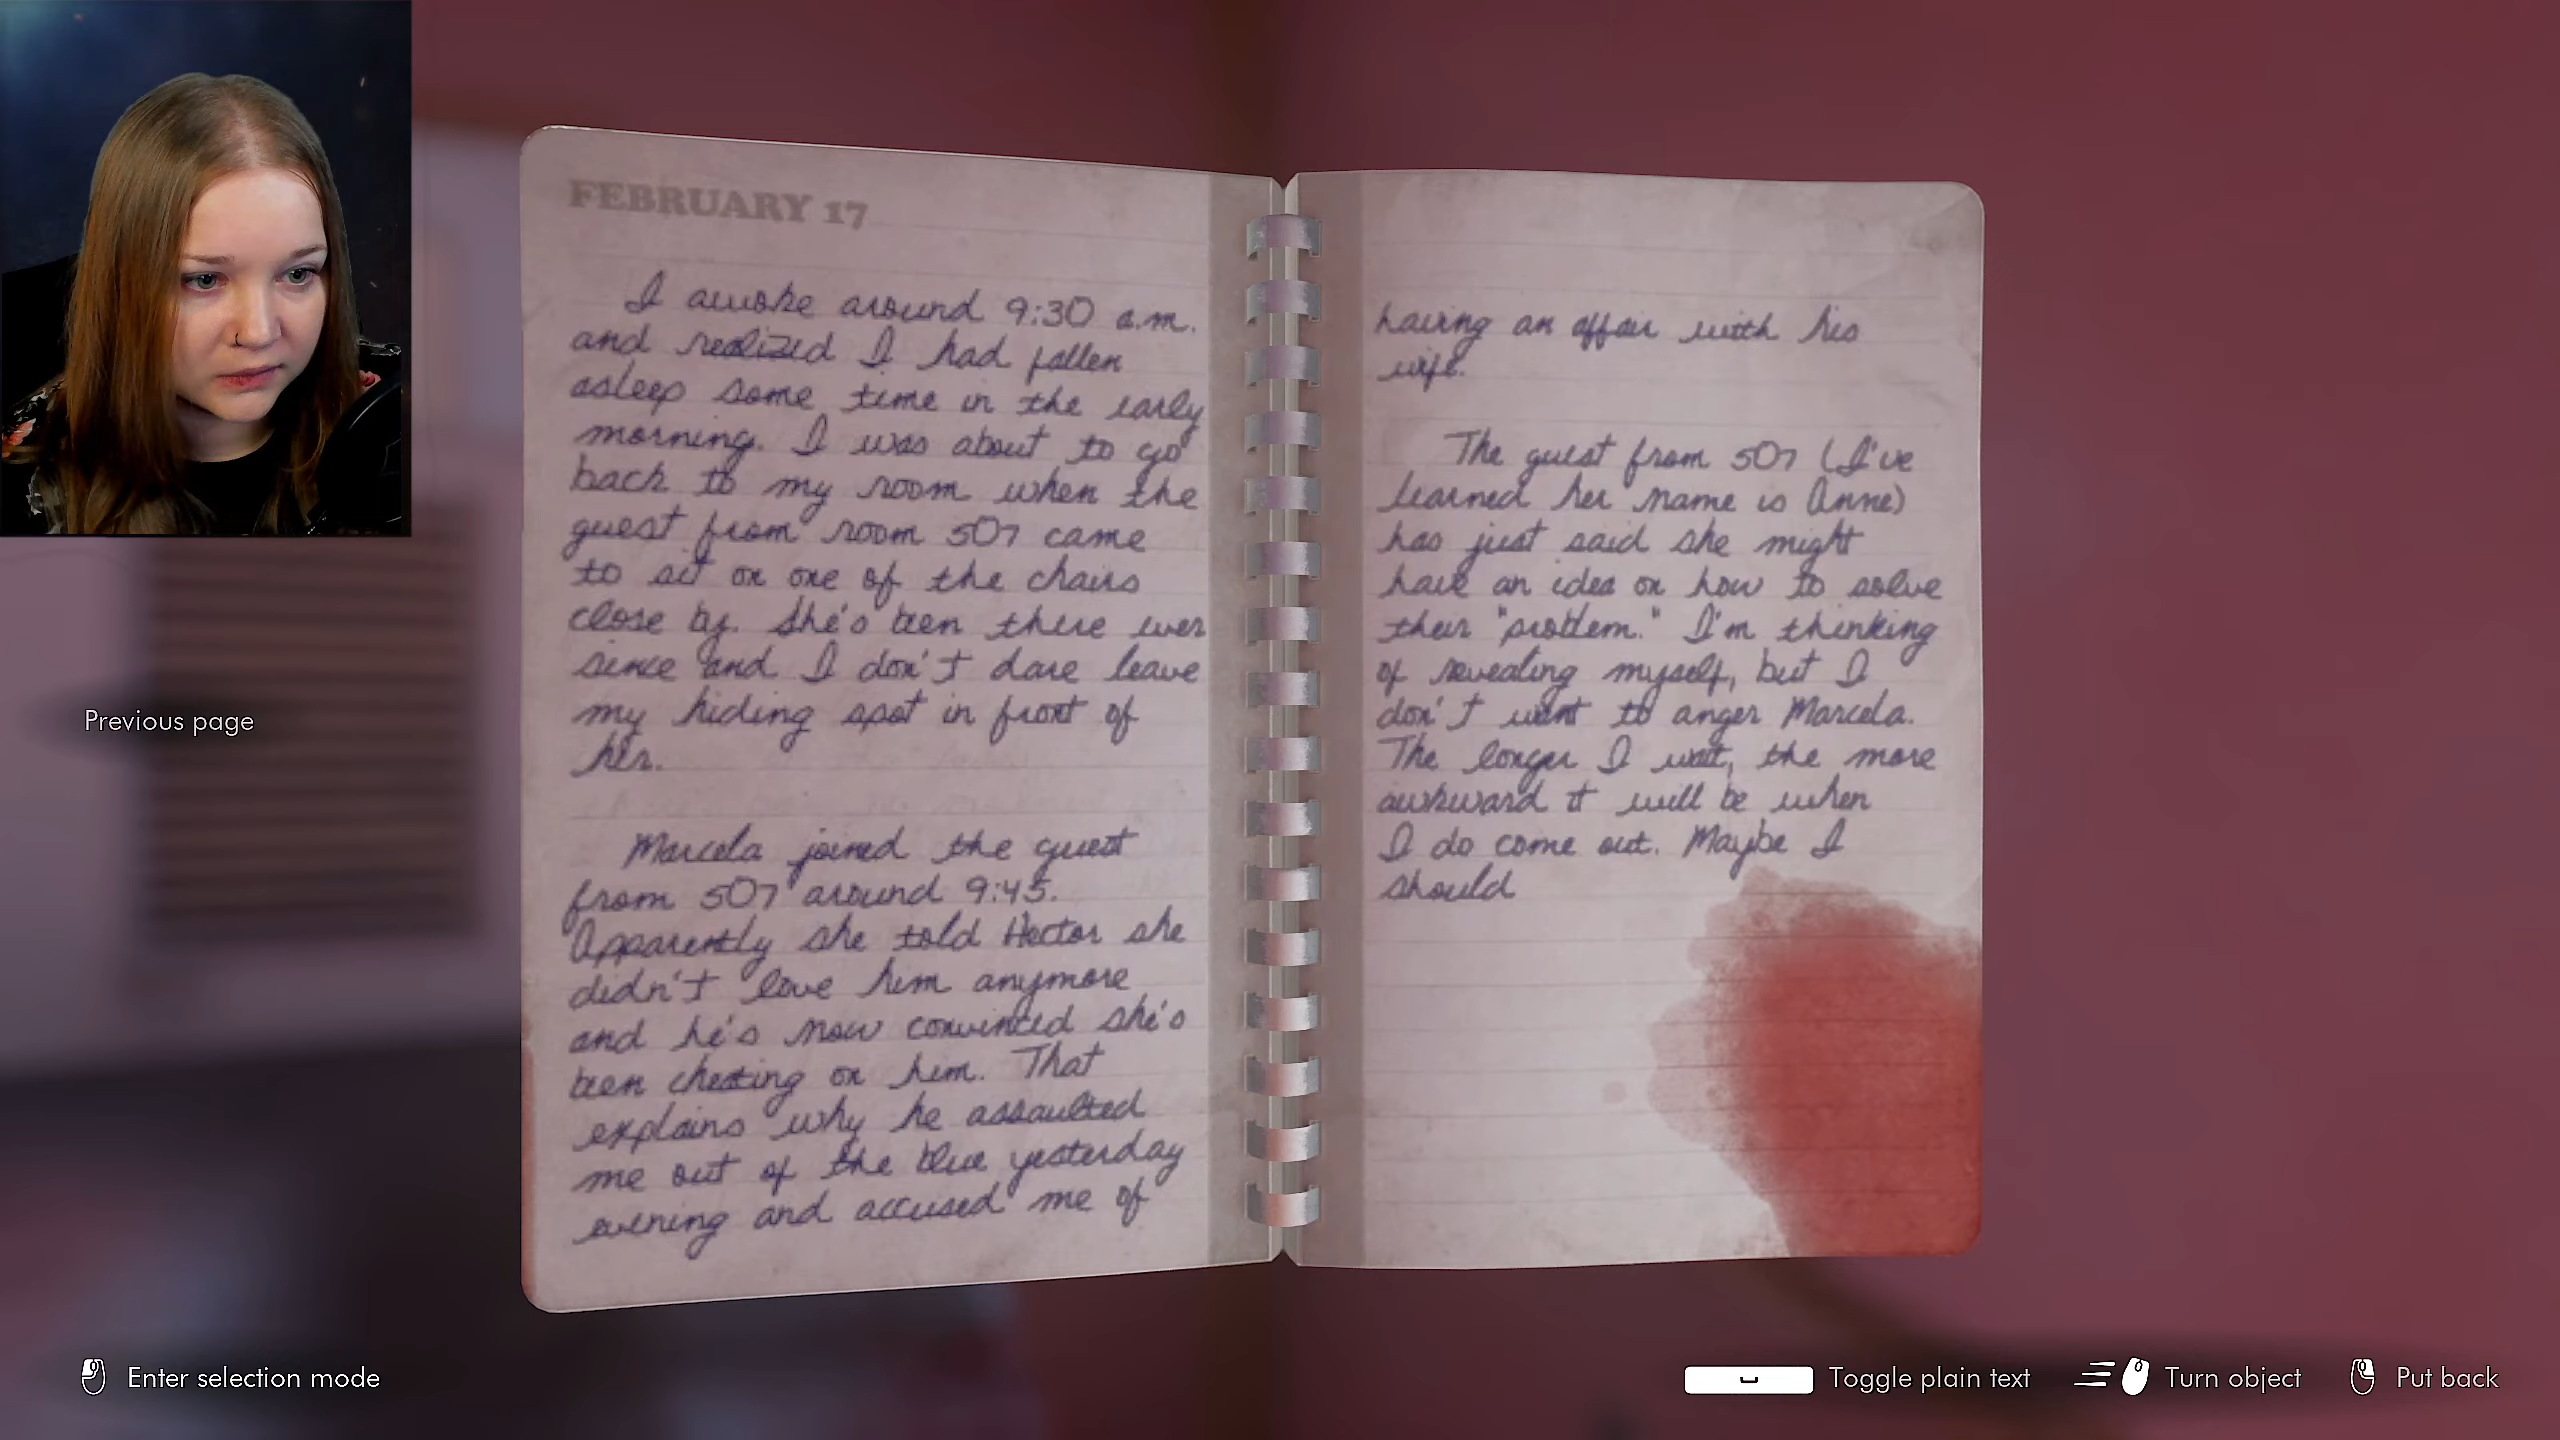 FEBRUARY 17
I awoke around 9:30 a.m.
and realized I had fallen
asleep some time in the early
morning. I was about to go
back to my room when the
guest from room 507 came
to sit on one of the chairs
close by. She's been there ever
since and I don't dare leave
my hiding spot in front of
her.
Marcela joined the guest
from 507 around 9:45.
Apparently she told Hector she
didn't love him anymore
and he's now convinced she's
been cheating on him. That
explains why he assaulted
me out of the blue yesterday
evening and accused me of
having an affair with his
wife.
The guest from 507 (I've
learned her name is Anne)
has just said she might
have an idea on how to solve
their "problem." I'm thinking
of revealing myself, but I
don't want to anger Marcela.
The longer I wait, the more
awkward it will be when
I do come out. Maybe I
should
Previous page
Enter selection mode
Toggle plain text
Turn object
Put back